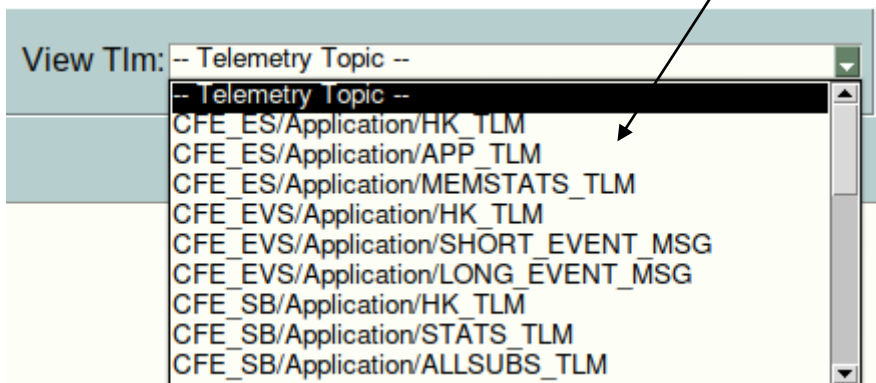 View Tlm: -- Telemetry Topic --
-- Telemetry Topic --
CFE_ES/Application/HK_TLM
CFE_ES/Application/APP_TLM
CFE_ES/Application/MEMSTATS_TLM
CFE_EVS/Application/HK_TLM
CFE_EVS/Application/SHORT_EVENT_MSG
CFE_EVS/Application/LONG_EVENT_MSG
CFE_SB/Application/HK_TLM
CFE_SB/Application/STATS_TLM
CFE_SB/Application/ALLSUBS_TLM